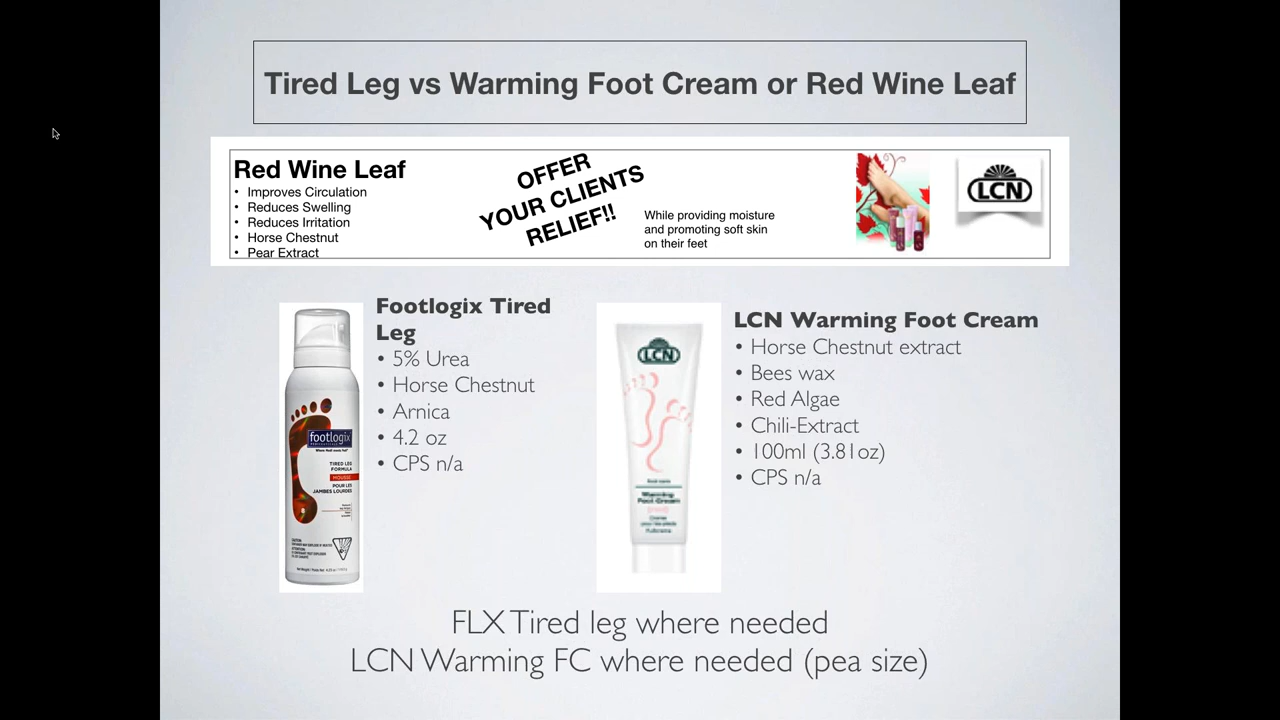 Tired Leg vs Warming Foot Cream or Red Wine Leaf
Red Wine Leaf
• Improves Circulation
• Reduces Swelling
• Reduces Irritation
• Horse Chestnut
• Pear Extract
OFFER
YOUR CLIENTS
RELIEF!!
While providing moisture
and promoting soft skin
on their feet
LCN
Footlogix Tired
Leg
• 5% Urea
• Horse Chestnut
• Arnica
• 4.2 oz
• CPS n/a
footlogix
TIRED LEG
FORMULA
MOUSSE
POUR LES
JAMBES LOURDES
LCN
Warming
Foot Cream
LCN Warming Foot Cream
• Horse Chestnut extract
• Bees wax
• Red Algae
• Chili-Extract
• 100ml (3.81oz)
• CPS n/a
FLX Tired leg where needed
LCN Warming FC where needed (pea size)